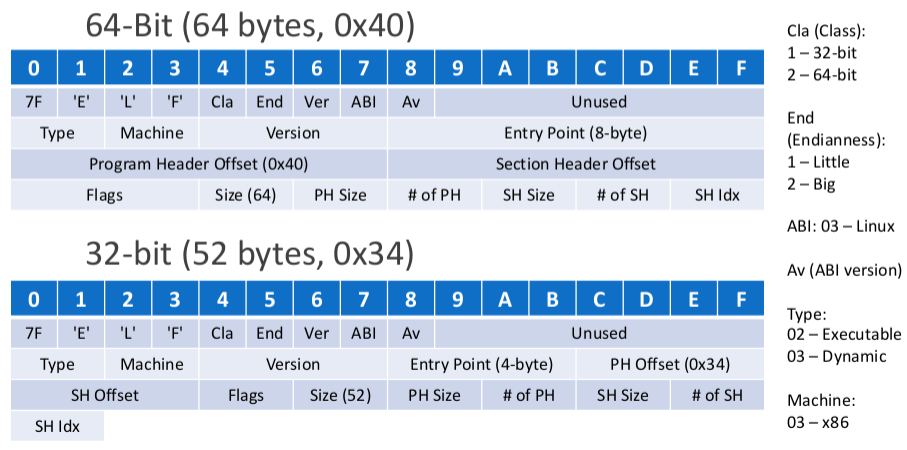 64-Bit (64 bytes, 0x40)
0 1 2 3 4 5 6 7 8 9 A B C D E F
7F 'E' 'L' 'F' Cla End Ver ABI Av Unused
Type Machine Version Entry Point (8-byte)
Program Header Offset (0x40) Section Header Offset
Flags Size (64) PH Size # of PH SH Size # of SH SH Idx
32-bit (52 bytes, 0x34)
0 1 2 3 4 5 6 7 8 9 A B C D E F
7F 'E' 'L' 'F' Cla End Ver ABI Av Unused
Type Machine Version Entry Point (4-byte) PH Offset (0x34)
SH Offset Flags Size (52) PH Size # of PH SH Size # of SH
SH Idx
Cla (Class):
1 – 32-bit
2 – 64-bit
End
(Endianness):
1 – Little
2 – Big
ABI: 03 – Linux
Av (ABI version)
Type:
02 – Executable
03 – Dynamic
Machine:
03 – x86